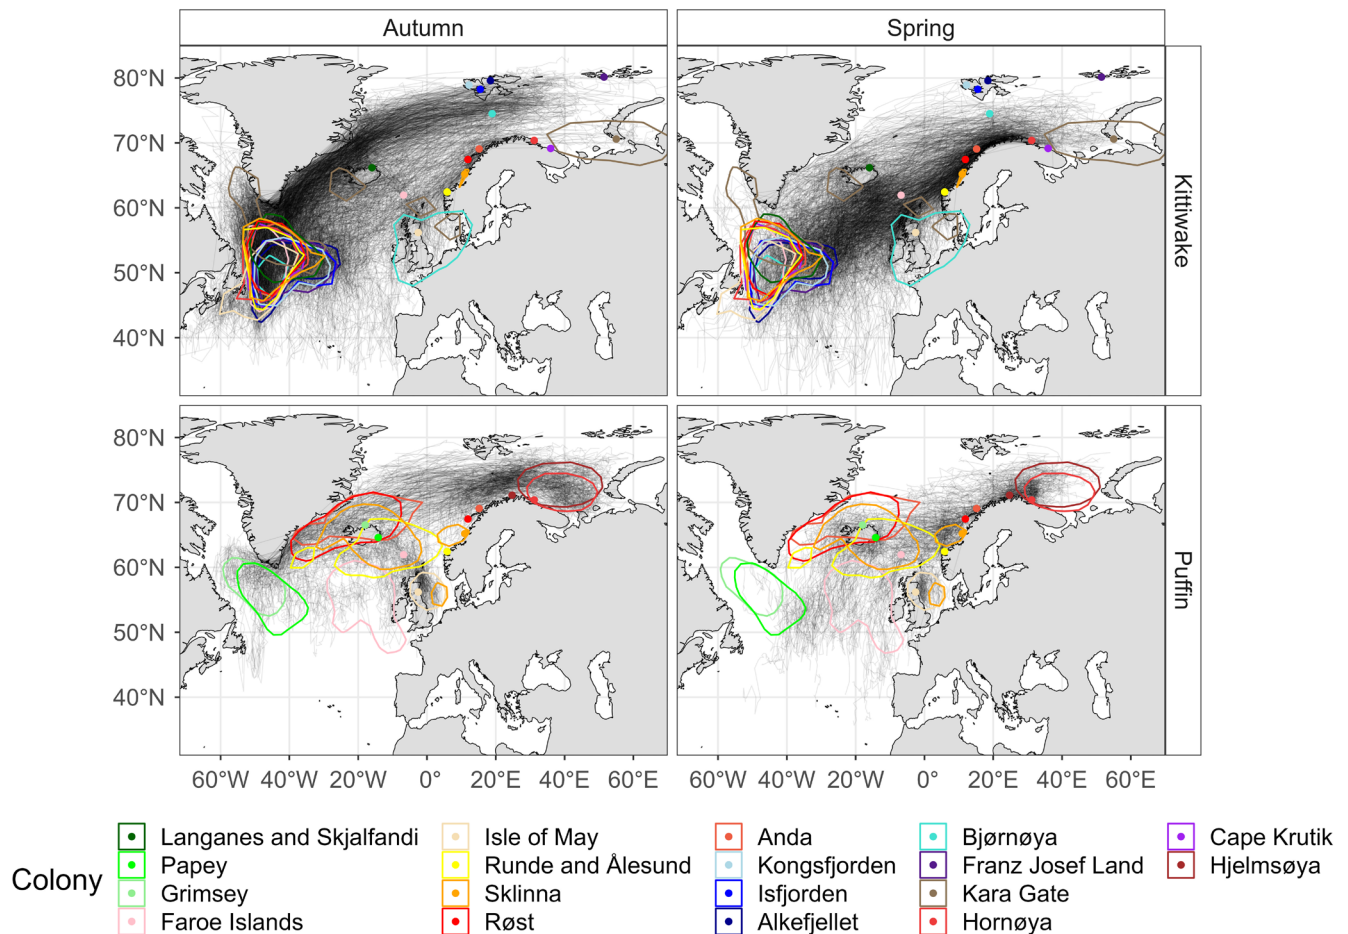 Autumn
Spring
80°N
70°N
60°N
50°N
40°N
Kittiwake
80°N
70°N
60°N
50°N
40°N
Puffin
60°W 40°W 20°W 0° 20°E 40°E 60°E
60°W 40°W 20°W 0° 20°E 40°E 60°E
Colony
Langanes and Skjalfandi
Papey
Grimsey
Faroe Islands
Isle of May
Runde and Ålesund
Sklinna
Røst
Anda
Kongsfjorden
Isfjorden
Alkefjellet
Bjørnøya
Franz Josef Land
Kara Gate
Hornøya
Cape Krutik
Hjelmsøya